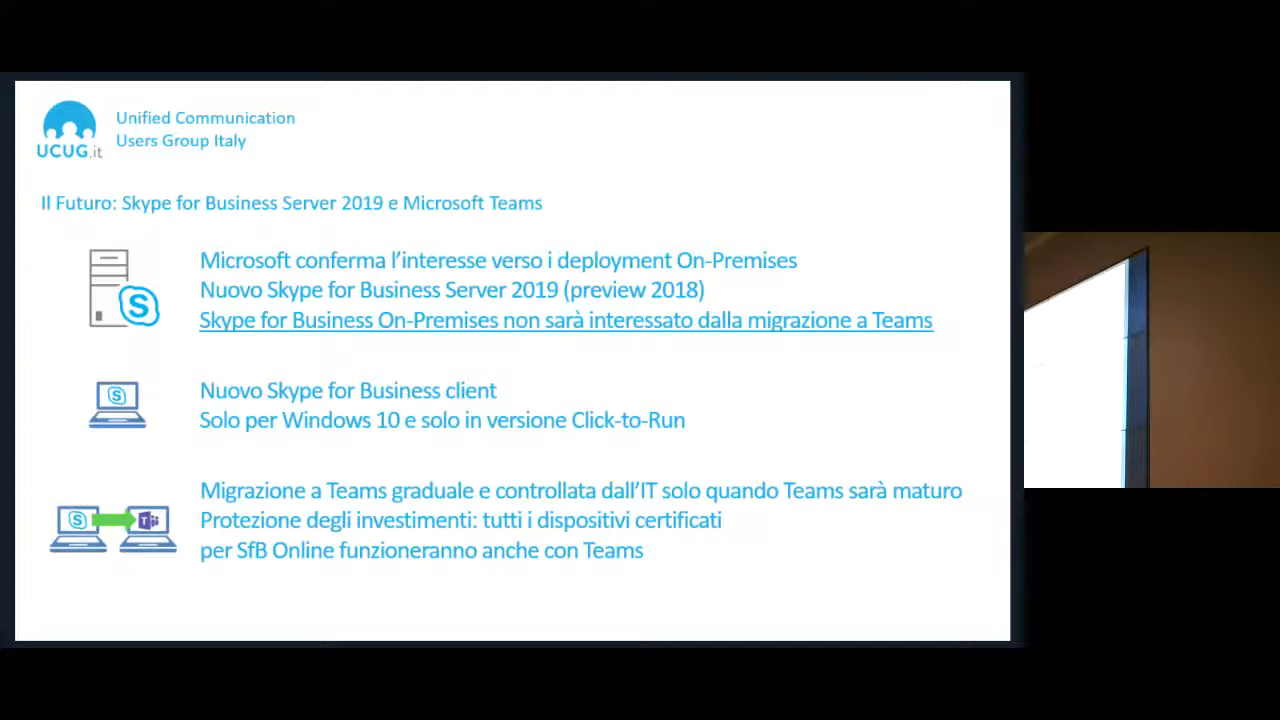 UCUG.it
Unified Communication
Users Group Italy
Il Futuro: Skype for Business Server 2019 e Microsoft Teams
Microsoft conferma l'interesse verso i deployment On-Premises
Nuovo Skype for Business Server 2019 (preview 2018)
Skype for Business On-Premises non sarà interessato dalla migrazione a Teams
Nuovo Skype for Business client
Solo per Windows 10 e solo in versione Click-to-Run
Migrazione a Teams graduale e controllata dall'IT solo quando Teams sarà maturo
Protezione degli investimenti: tutti i dispositivi certificati
per SfB Online funzioneranno anche con Teams